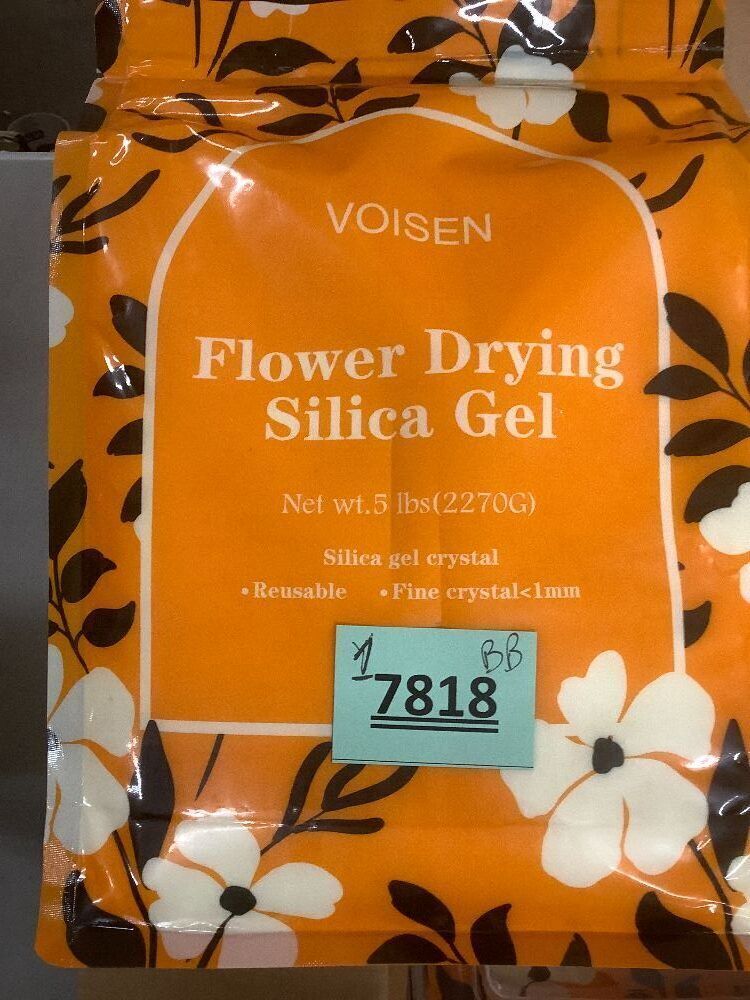 VOISEN
Flower Drying
Silica Gel
Net wt.5 lbs(2270G)
Silica gel crystal
•Reusable •Fine crystal<1mm
1 BB
7818